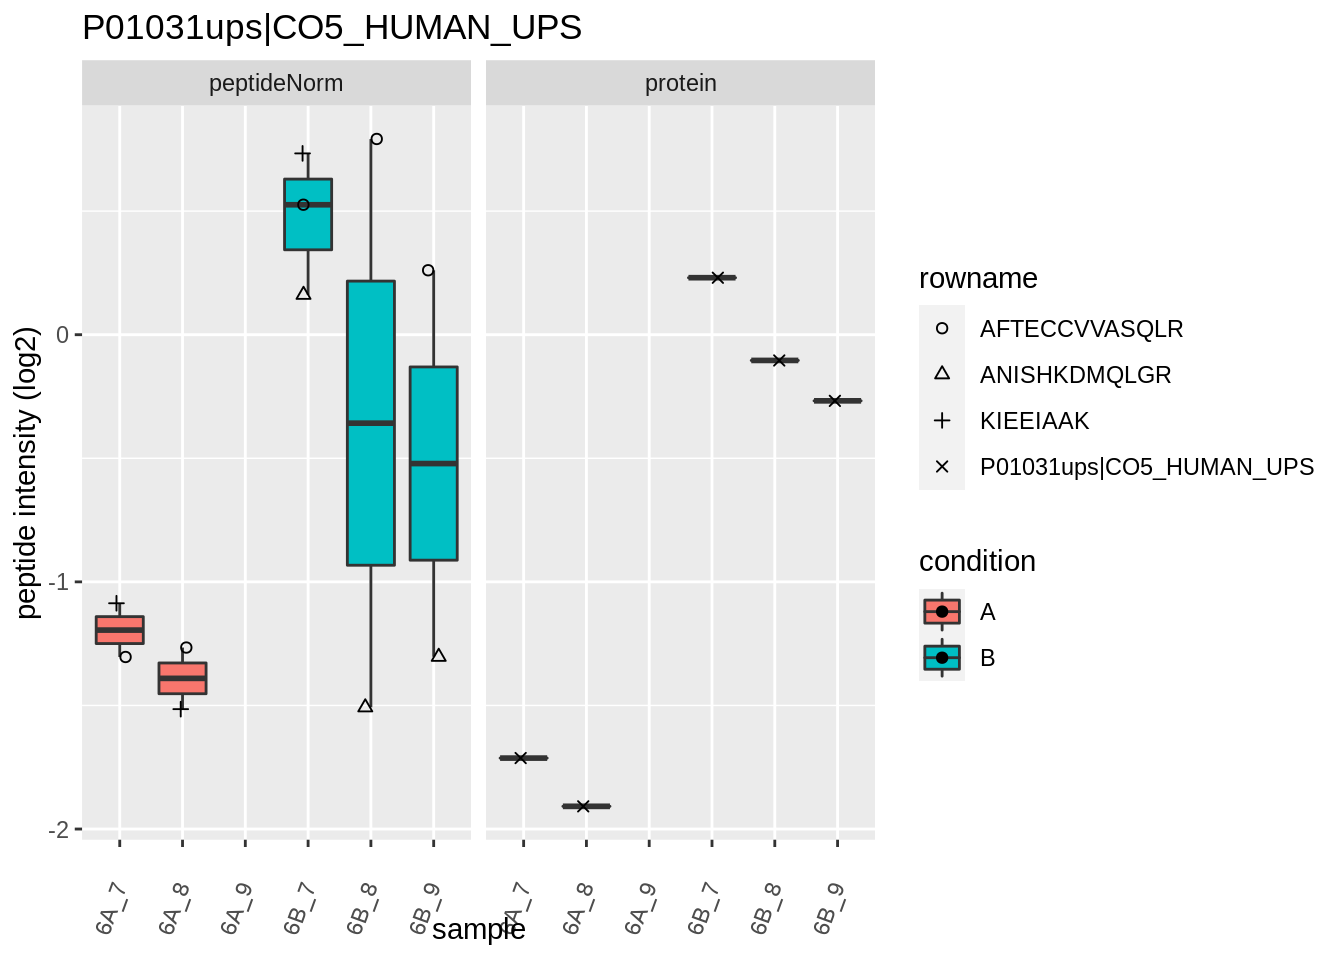 P01031ups|CO5_HUMAN_UPS
peptideNorm
protein
peptide intensity (log2)
0
-1
-2
6A_7
6A_8
6A_9
6B_7
6B_8
6B_9
6A_7
6A_8
6A_9
6B_7
6B_8
6B_9
sample
rowname
AFTECCVVASQLR
ANISHKDMQLGR
KIEEIAAK
P01031ups|CO5_HUMAN_UPS
condition
A
B